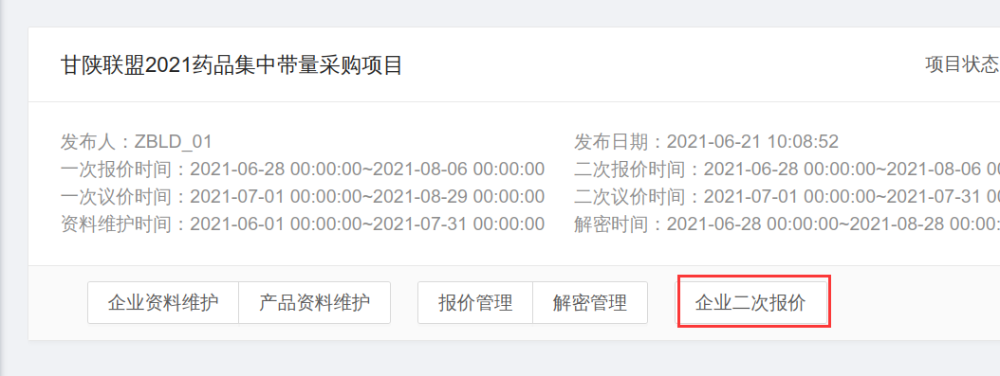 甘陕联盟2021药品集中带量采购项目 项目状态
发布人：ZBLD_01 发布日期：2021-06-21 10:08:52
一次报价时间：2021-06-28 00:00:00~2021-08-06 00:00:00 二次报价时间：2021-06-28 00:00:00~2021-08-06 00
一次议价时间：2021-07-01 00:00:00~2021-08-29 00:00:00 二次议价时间：2021-07-01 00:00:00~2021-07-31 00
资料维护时间：2021-06-01 00:00:00~2021-07-31 00:00:00 解密时间：2021-06-28 00:00:00~2021-08-28 00:00:
企业资料维护 产品资料维护 报价管理 解密管理 企业二次报价